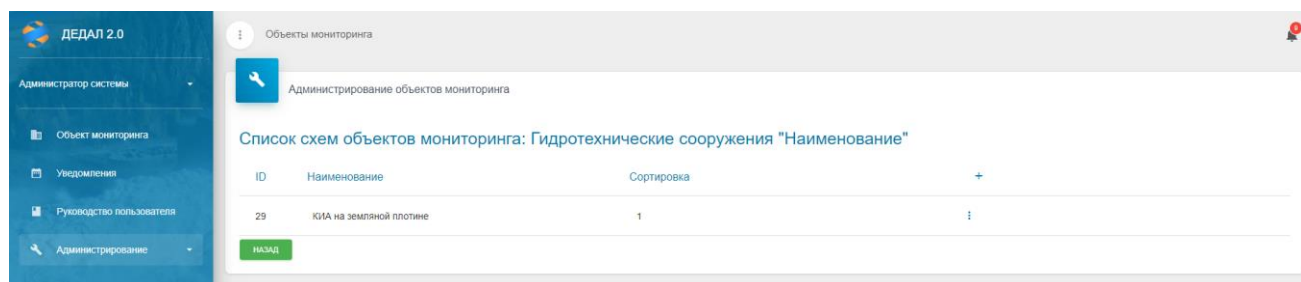 ДЕДАЛ 2.0
Администратор системы
Объект мониторинга
Уведомления
Руководство пользователя
Администрирование
Объекты мониторинга
Администрирование объектов мониторинга
Список схем объектов мониторинга: Гидротехнические сооружения "Наименование"
ID Наименование Сортировка +
29 КИА на земляной плотине 1
НАЗАД